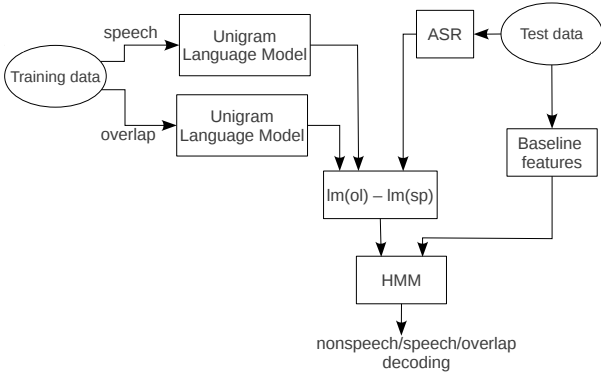 speech
Unigram
Language Model
ASR
Test data
Training data
overlap
Unigram
Language Model
Baseline
features
lm(ol) – lm(sp)
HMM
nonspeech/speech/overlap
decoding